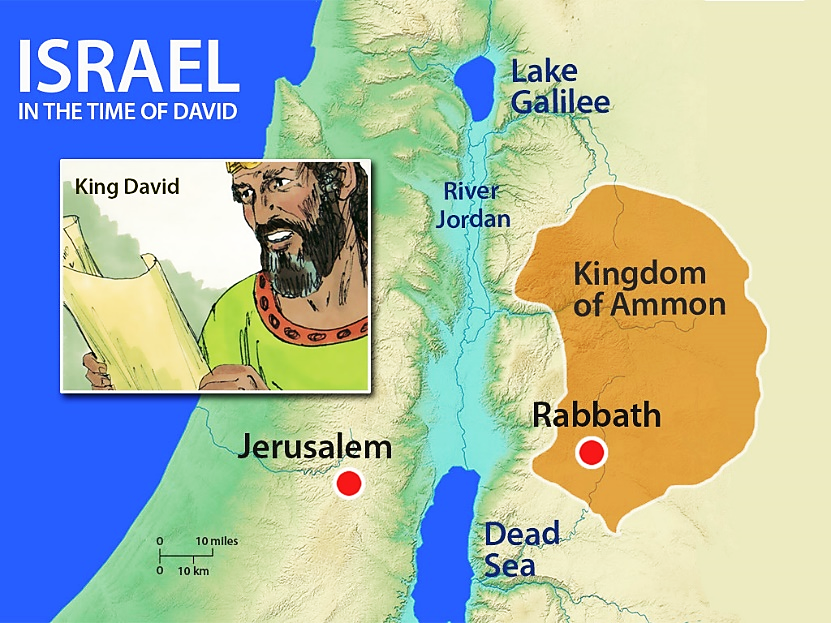 ISRAEL
IN THE TIME OF DAVID
King David
Lake
Galilee
River
Jordan
Kingdom
of Ammon
Rabbath
Jerusalem
Dead
Sea
0 10 miles
0 10 km